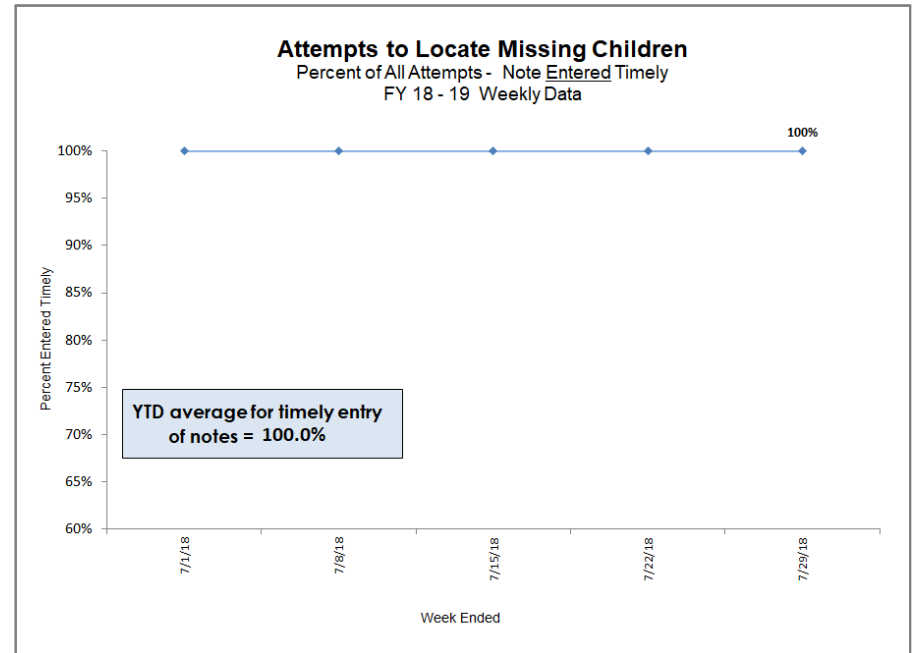 Attempts to Locate Missing Children
Percent of All Attempts - Note Entered Timely
FY 18 - 19 Weekly Data
100%
100%
95%
90%
85%
80%
75%
70%
65%
60%
Percent Entered Timely
YTD average for timely entry
of notes = 100.0%
7/1/18
7/8/18
7/15/18
7/22/18
7/29/18
Week Ended